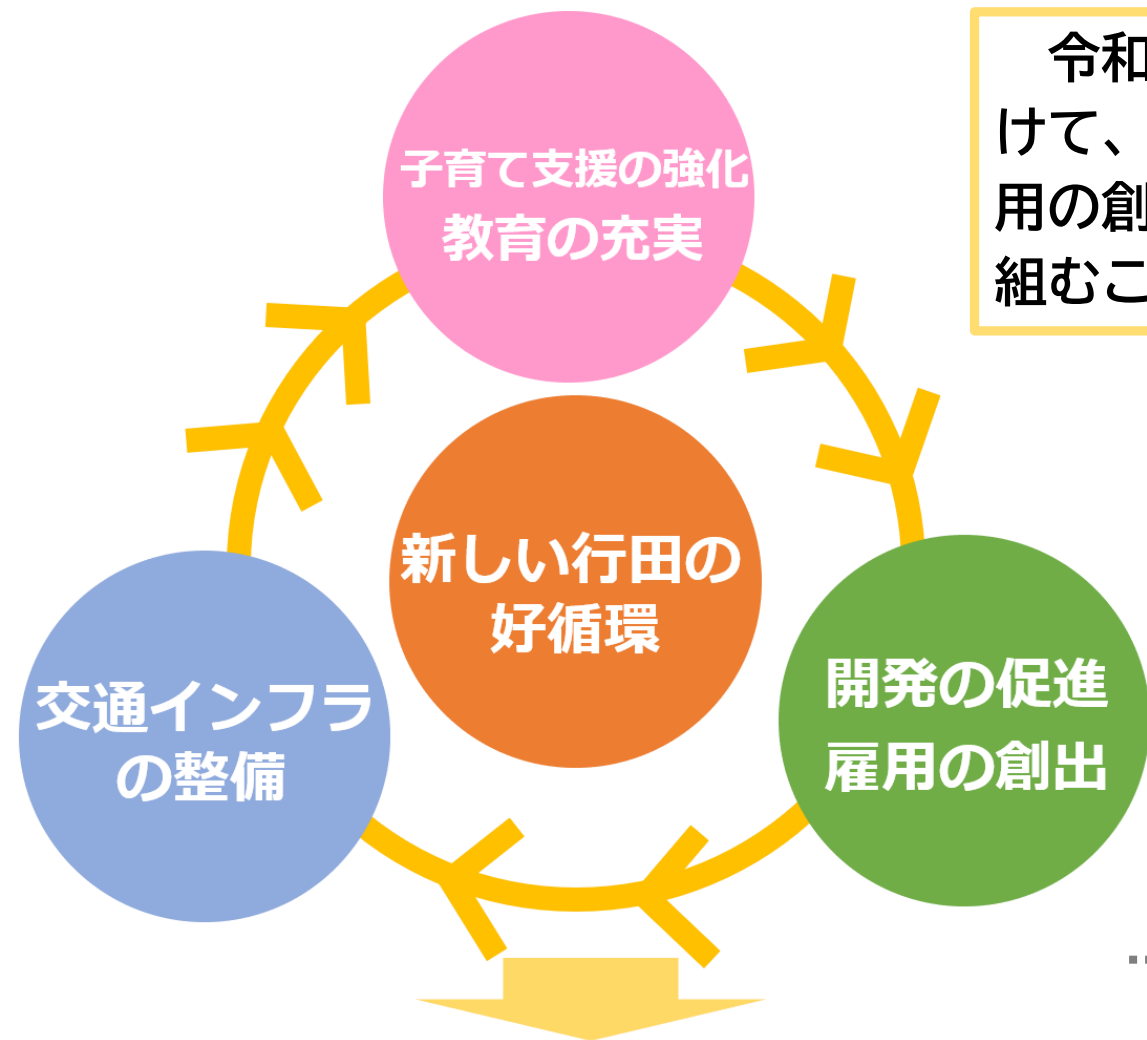 子育て支援の強化
教育の充実
令和
けて、
用の創
組むこ
新しい行田の
好循環
交通インフラ
の整備
開発の促進
雇用の創出